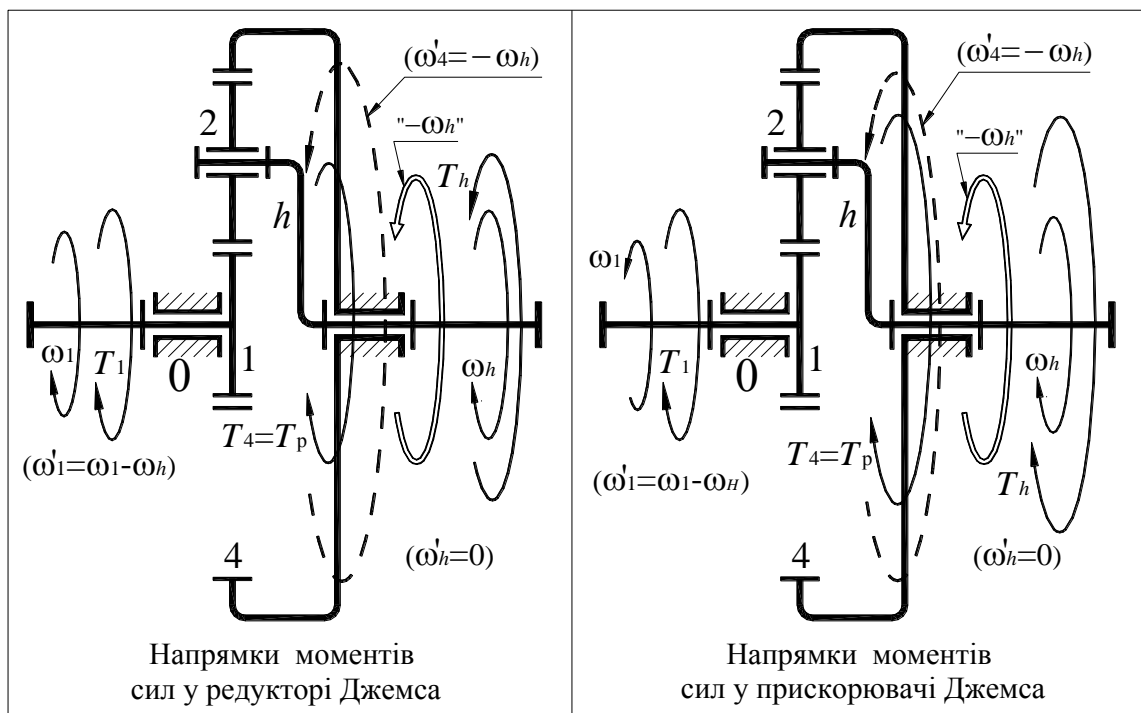 (ω'4=−ωh)
2
"−ωh"
Th
h
ω1
T1
0
1
ωh
T4=Tр
(ω'1=ω1-ωh)
(ω'h=0)
4
Напрямки моментів
сил у редукторі Джемса
(ω'4=−ωh)
2
"−ωh"
h
ω1
T1
0
1
ωh
T4=Tр
Th
(ω'1=ω1-ωH)
(ω'h=0)
4
Напрямки моментів
сил у прискорювачі Джемса